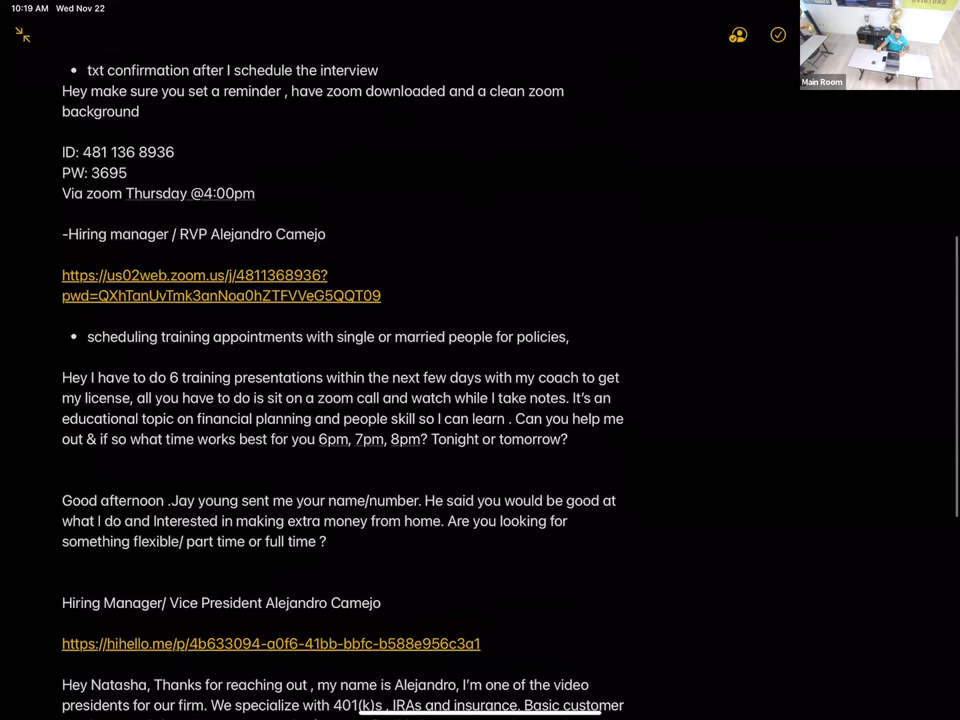 10:19 AM Wed Nov 22
Main Room
• txt confirmation after I schedule the interview
Hey make sure you set a reminder , have zoom downloaded and a clean zoom
background
ID: 481 136 8936
PW: 3695
Via zoom Thursday @4:00pm
-Hiring manager / RVP Alejandro Camejo
https://us02web.zoom.us/j/4811368936?
pwd=QXhTanUvTmk3anNoa0hZTFVVeG5QQT09
• scheduling training appointments with single or married people for policies,
Hey I have to do 6 training presentations within the next few days with my coach to get
my license, all you have to do is sit on a zoom call and watch while I take notes. It’s an
educational topic on financial planning and people skill so I can learn . Can you help me
out & if so what time works best for you 6pm, 7pm, 8pm? Tonight or tomorrow?
Good afternoon .Jay young sent me your name/number. He said you would be good at
what I do and Interested in making extra money from home. Are you looking for
something flexible/ part time or full time ?
Hiring Manager/ Vice President Alejandro Camejo
https://hihello.me/p/4b633094-a0f6-41bb-bbfc-b588e956c3a1
Hey Natasha, Thanks for reaching out , my name is Alejandro, I’m one of the video
presidents for our firm. We specialize with 401(k)s , IRAs and insurance. Basic customer